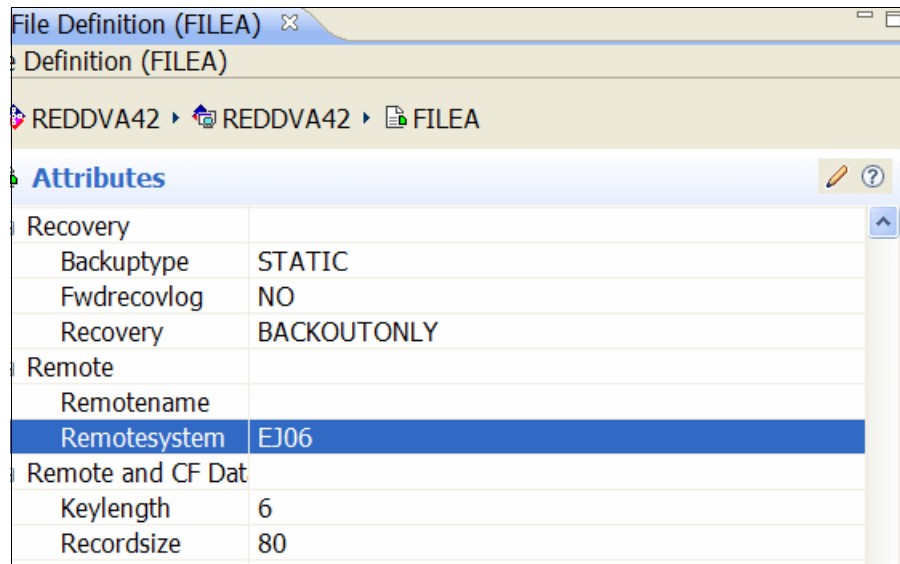 File Definition (FILEA)
Definition (FILEA)
REDDVA42 REDDVA42 FILEA
Attributes
Recovery
Backuptype STATIC
Fwdrecovlog NO
Recovery BACKOUTONLY
Remote
Remotename
Remotesystem EJ06
Remote and CF Dat
Keylength 6
Recordsize 80